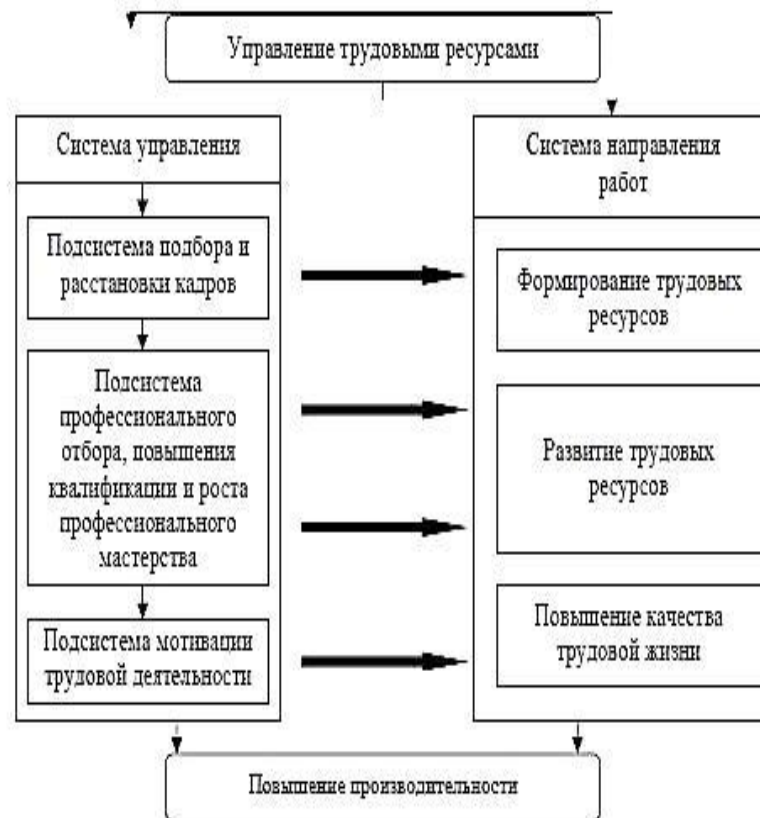 Управление трудовыми ресурсами
Система управления
Подсистема подбора и
расстановки кадров
Подсистема
профессионального
отбора, повышения
квалификации и роста
профессионального
мастерства
Подсистема мотивации
трудовой деятельности
Система направления
работ
Формирование трудовых
ресурсов
Развитие трудовых
ресурсов
Повышение качества
трудовой жизни
Повышение производительности